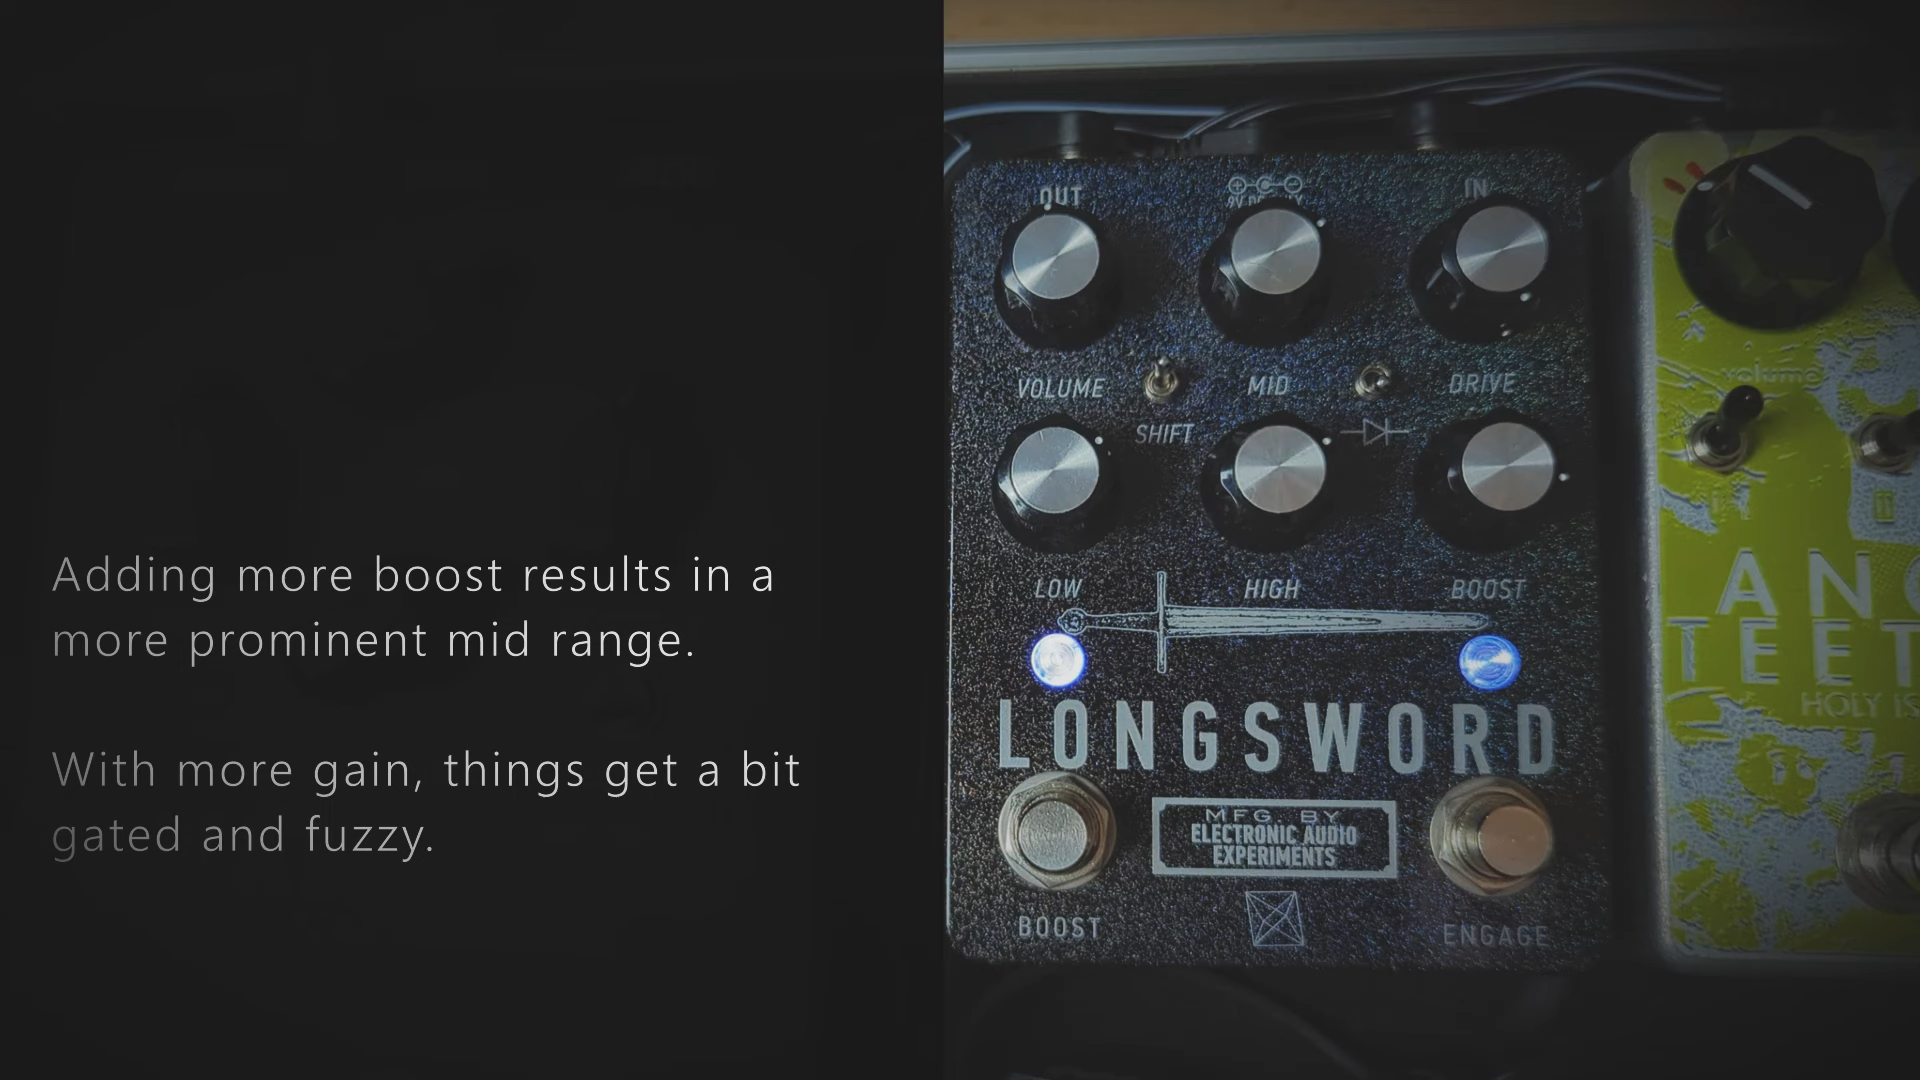 Adding more boost results in a
more prominent mid range.
With more gain, things get a bit
gated and fuzzy.
OUT
IN
VOLUME
MID
DRIVE
SHIFT
LOW
HIGH
BOOST
LONGSWORD
MFG. BY
ELECTRONIC AUDIO
EXPERIMENTS
BOOST
ENGAGE
volume
ANG
TEET
HOLY IS